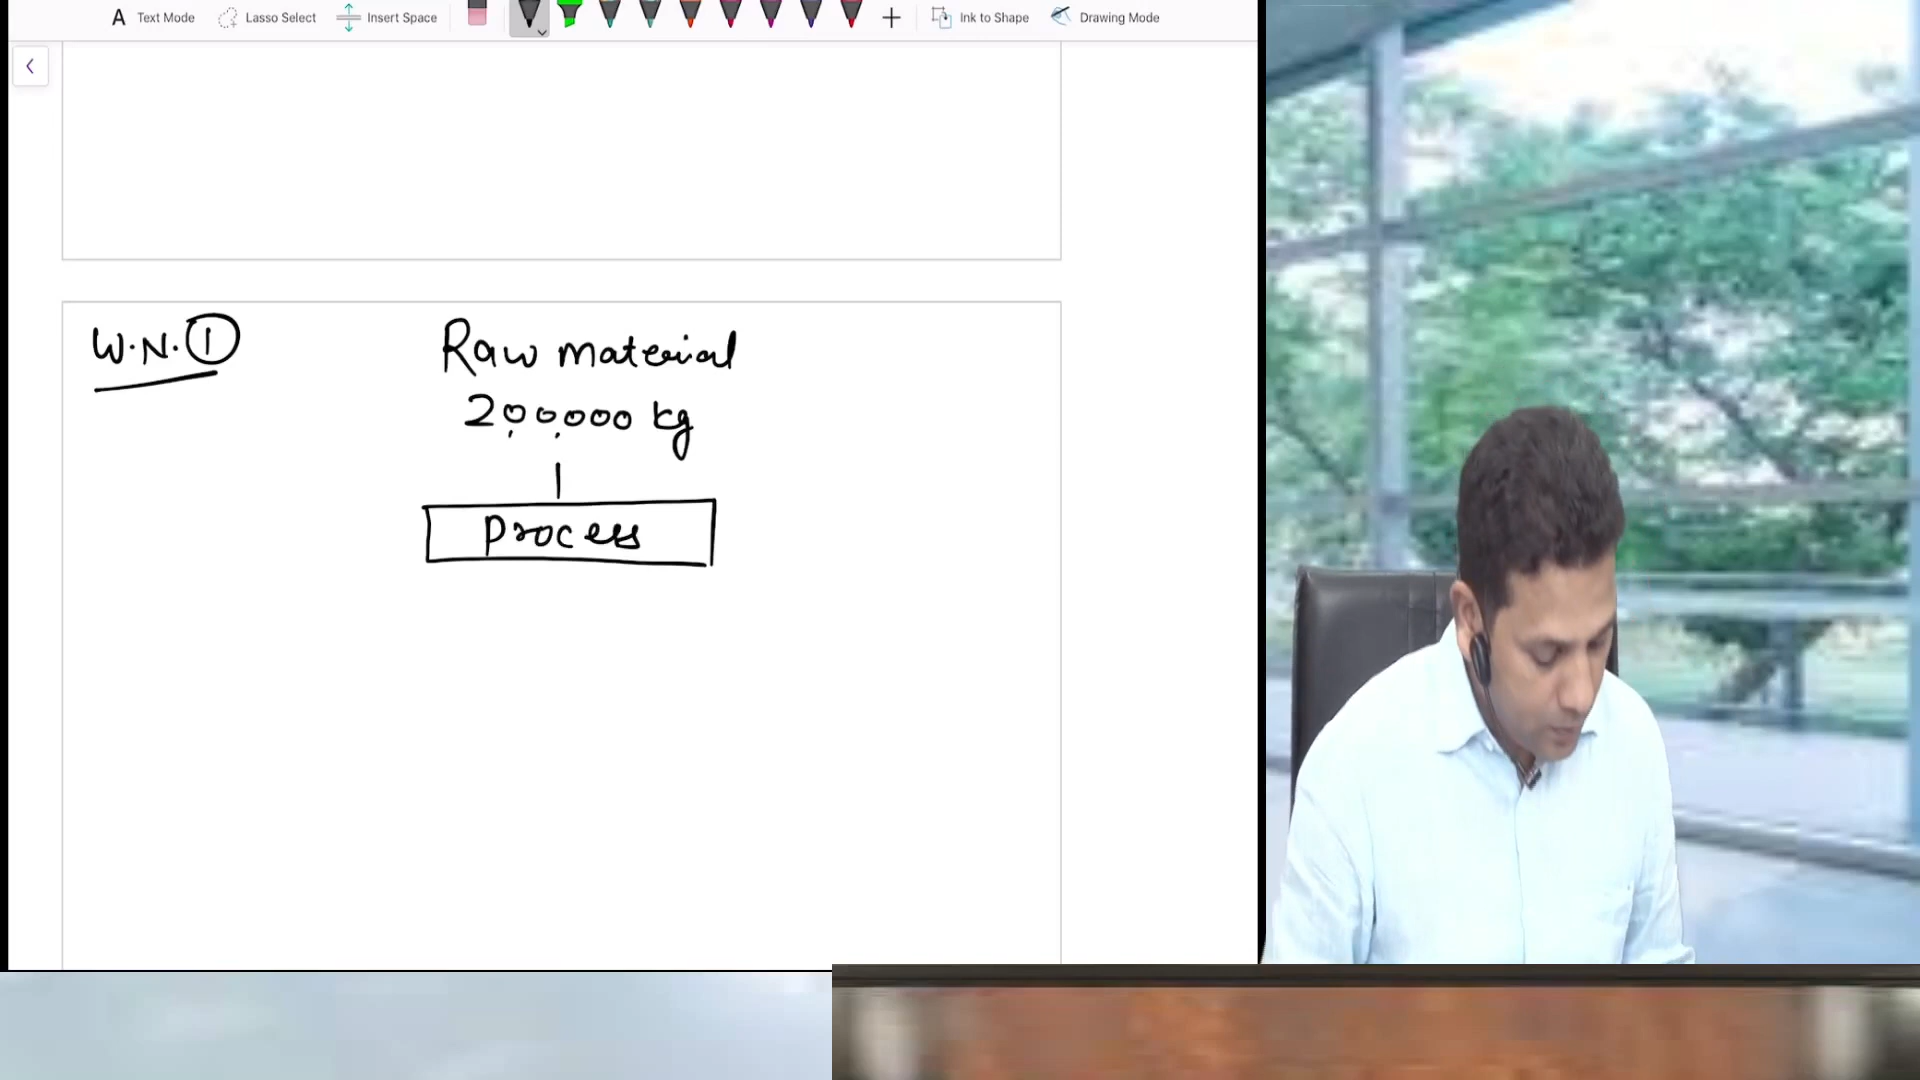 A Text Mode Lasso Select Insert Space Ink to Shape Drawing Mode
W.N. 1
Raw material
2,00,000 kg
Process